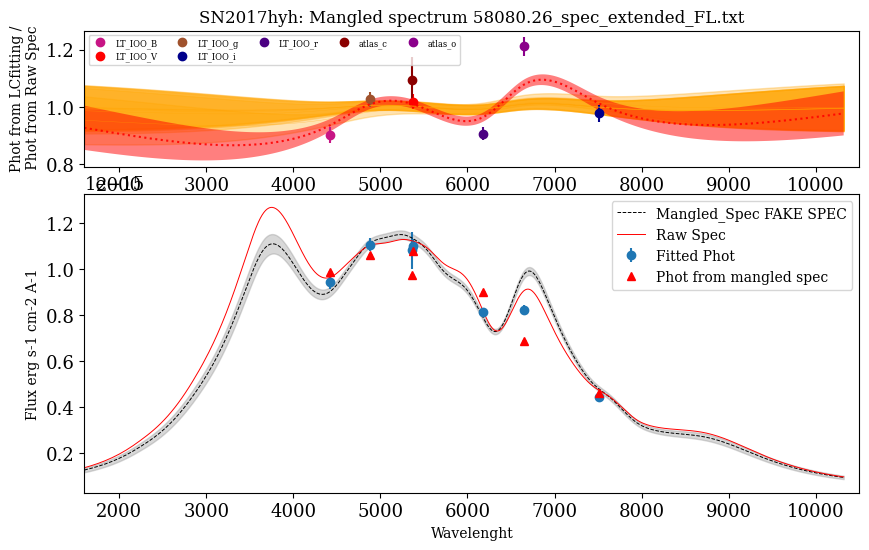 SN2017hyh: Mangled spectrum 58080.26_spec_extended_FL.txt
Phot from LCfitting /
Phot from Raw Spec
LT_IOO_B LT_IOO_g LT_IOO_r atlas_c atlas_o
LT_IOO_V LT_IOO_i
1.2
1.0
0.8
2000 3000 4000 5000 6000 7000 8000 9000 10000
1e−15
Flux erg s-1 cm-2 A-1
Mangled_Spec FAKE SPEC
Raw Spec
Fitted Phot
Phot from mangled spec
1.2
1.0
0.8
0.6
0.4
0.2
2000 3000 4000 5000 6000 7000 8000 9000 10000
Wavelenght